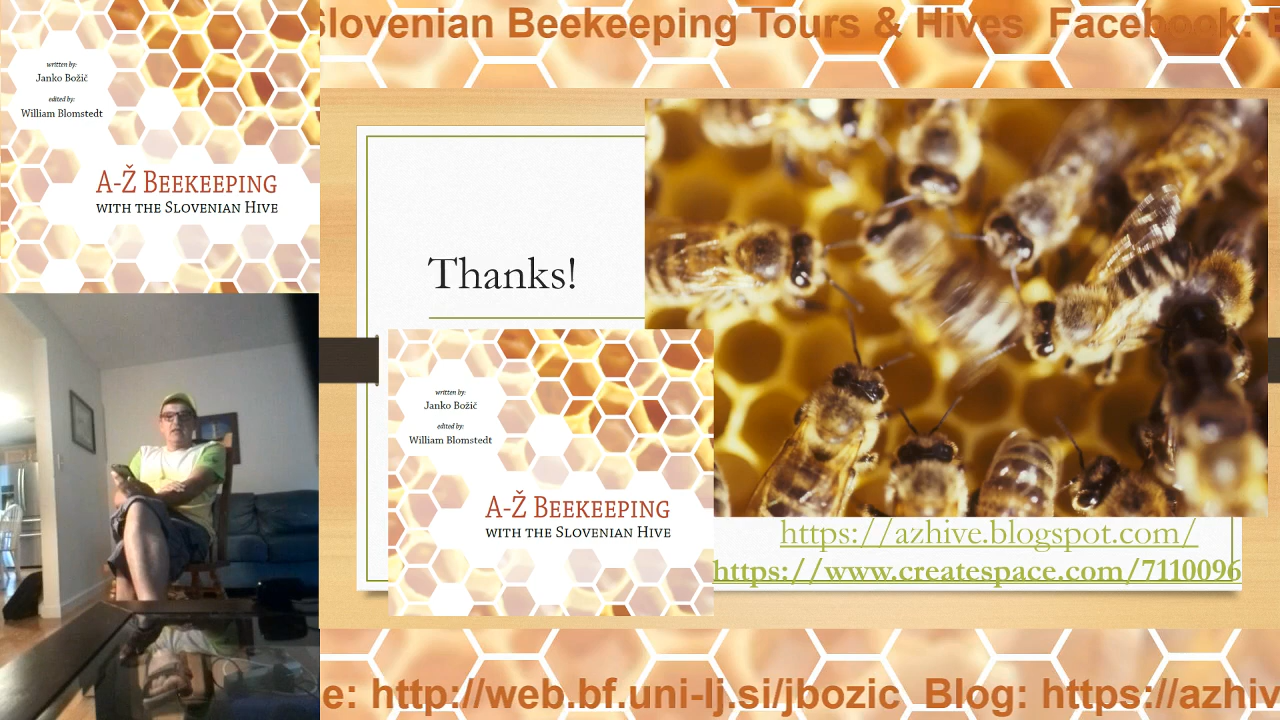 Slovenian Beekeeping Tours & Hives Facebook:
written by:
Janko Božič
edited by:
William Blomstedt
A-Ž BEEKEEPING
WITH THE SLOVENIAN HIVE
Thanks!
written by:
Janko Božič
edited by:
William Blomstedt
A-Ž BEEKEEPING
WITH THE SLOVENIAN HIVE
https://azhive.blogspot.com/
https://www.createspace.com/7110096
e: http://web.bf.uni-lj.si/jbozic Blog: https://azhiv